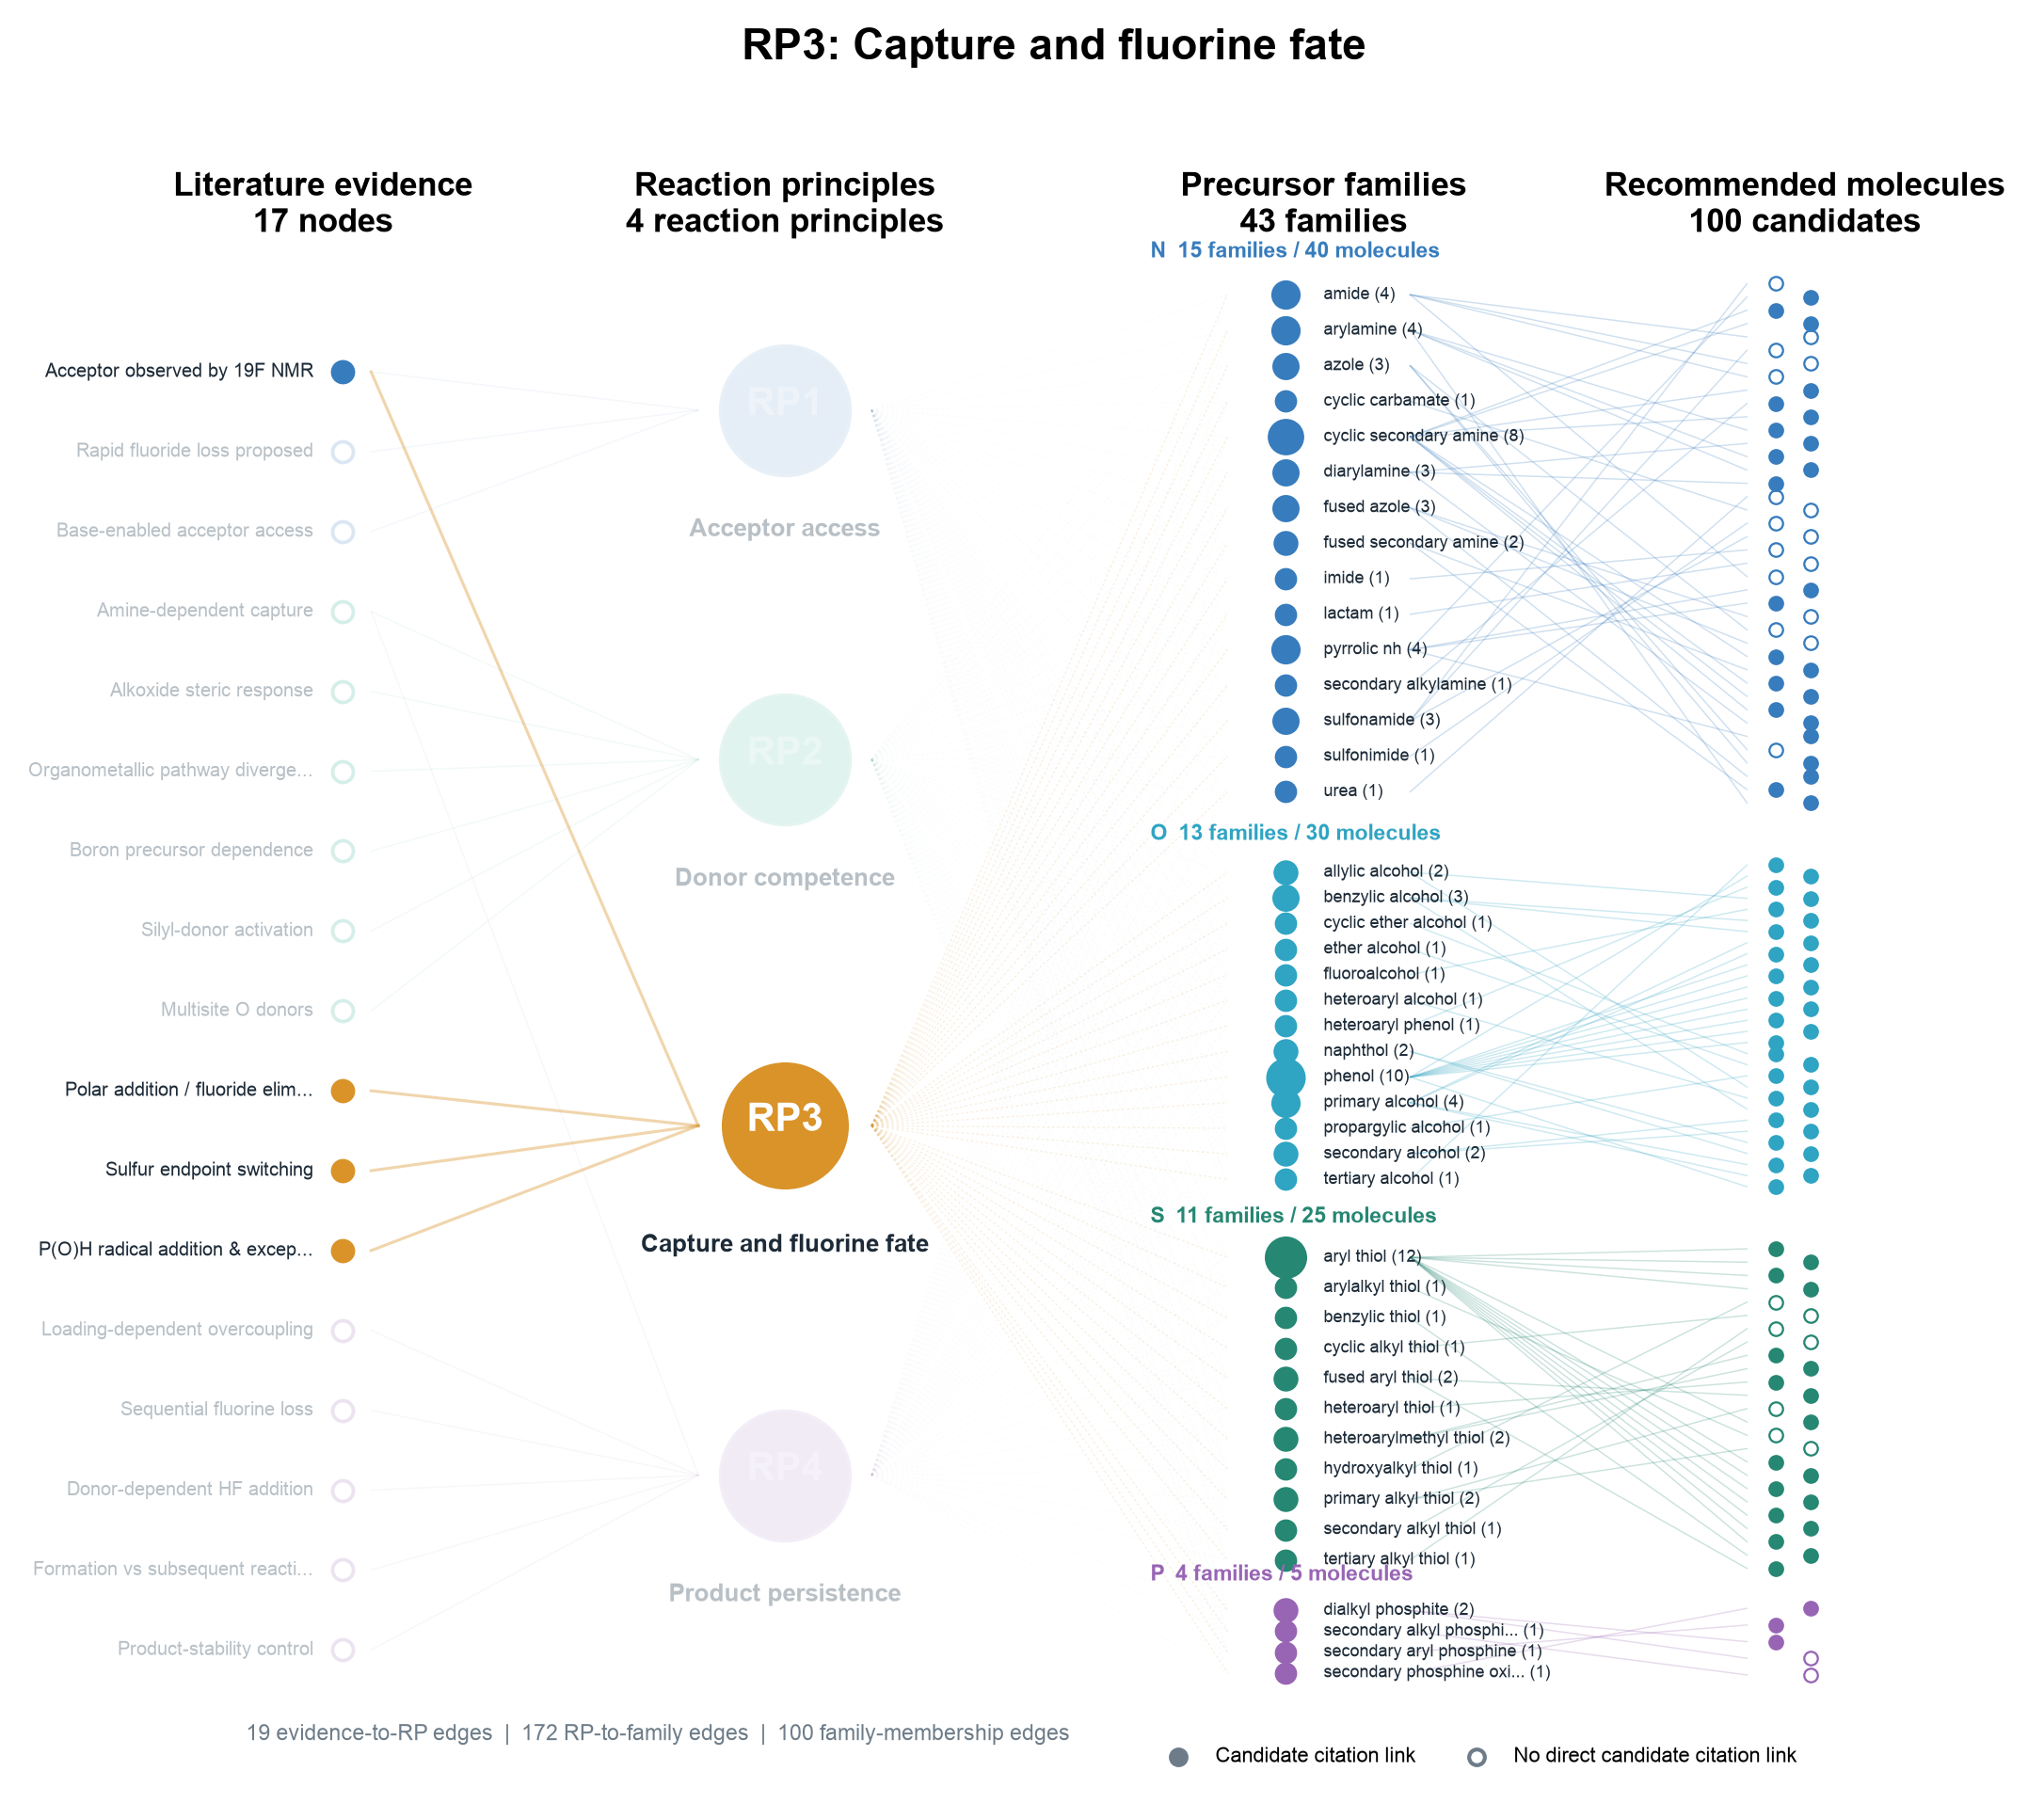 RP3: Capture and fluorine fate
Literature evidence
17 nodes
Reaction principles
4 reaction principles
Precursor families
43 families
Recommended molecules
100 candidates
Acceptor observed by 19F NMR
Rapid fluoride loss proposed
Base-enabled acceptor access
Amine-dependent capture
Alkoxide steric response
Organometallic pathway diverge...
Boron precursor dependence
Silyl-donor activation
Multisite O donors
Polar addition / fluoride elim...
Sulfur endpoint switching
P(O)H radical addition & excep...
Loading-dependent overcoupling
Sequential fluorine loss
Donor-dependent HF addition
Formation vs subsequent reacti...
Product-stability control
RP1
Acceptor access
RP2
Donor competence
RP3
Capture and fluorine fate
RP4
Product persistence
N 15 families / 40 molecules
amide (4)
arylamine (4)
azole (3)
cyclic carbamate (1)
cyclic secondary amine (8)
diarylamine (3)
fused azole (3)
fused secondary amine (2)
imide (1)
lactam (1)
pyrrolic nh (4)
secondary alkylamine (1)
sulfonamide (3)
sulfonimide (1)
urea (1)
O 13 families / 30 molecules
allylic alcohol (2)
benzylic alcohol (3)
cyclic ether alcohol (1)
ether alcohol (1)
fluoroalcohol (1)
heteroaryl alcohol (1)
heteroaryl phenol (1)
naphthol (2)
phenol (10)
primary alcohol (4)
propargylic alcohol (1)
secondary alcohol (2)
tertiary alcohol (1)
S 11 families / 25 molecules
aryl thiol (12)
arylalkyl thiol (1)
benzylic thiol (1)
cyclic alkyl thiol (1)
fused aryl thiol (2)
heteroaryl thiol (1)
heteroarylmethyl thiol (2)
hydroxyalkyl thiol (1)
primary alkyl thiol (2)
secondary alkyl thiol (1)
tertiary alkyl thiol (1)
P 4 families / 5 molecules
dialkyl phosphite (2)
secondary alkyl phosphi... (1)
secondary aryl phosphine (1)
secondary phosphine oxi... (1)
19 evidence-to-RP edges | 172 RP-to-family edges | 100 family-membership edges
Candidate citation link
No direct candidate citation link